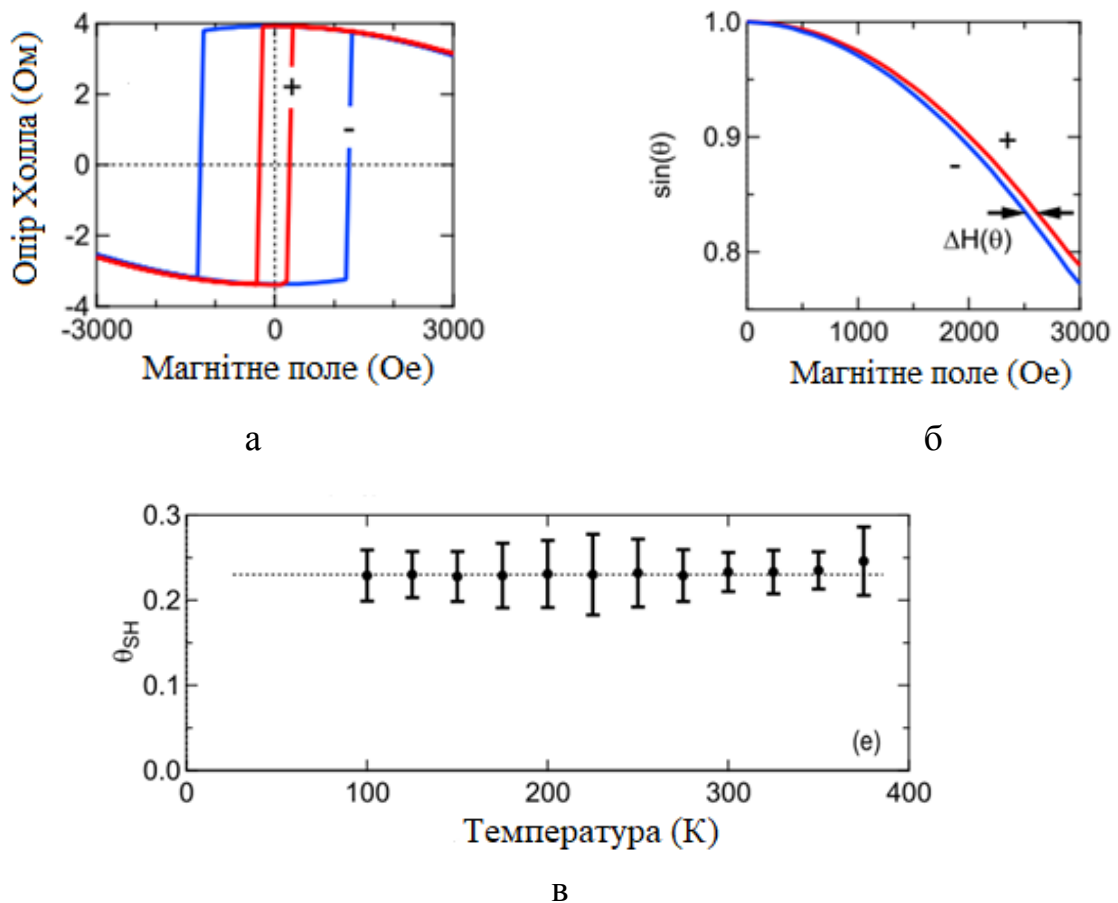 Опір Холла (Ом)
4
2
0
-2
-4
+
-
-3000
0
3000
Магнітне поле (Ое)
а
sin(θ)
1.0
0.9
0.8
+
-
ΔH(θ)
0
1000
2000
3000
Магнітне поле (Ое)
б
θSH
0.3
0.2
0.1
0.0
(e)
0
100
200
300
400
Температура (К)
в